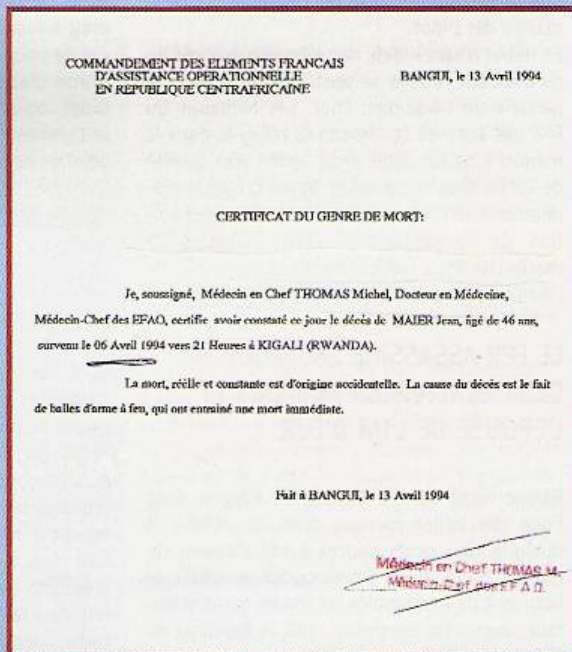 COMMANDEMENT DES ELEMENTS FRANCAIS
D'ASSISTANCE OPERATIONNELLE
EN REPUBLIQUE CENTRAFRICAINE
BANGUI, le 13 Avril 1994
CERTIFICAT DU GENRE DE MORT:
Je, soussigné, Médecin en Chef THOMAS Michel, Docteur en Médecine,
Médecin-Chef des EFAO, certifie avoir constaté ce jour le décès de MAIER Jean, âgé de 46 ans,
survenu le 06 Avril 1994 vers 21 Heures à KIGALI (RWANDA).
La mort, réelle et constante est d'origine accidentelle. La cause du décès est le fait
de balles d'arme à feu, qui ont entrainé une mort immédiate.
Fait à BANGUI, le 13 Avril 1994
Médecin en Chef THOMAS M.
Médecin-Chef des E.F.A.O.